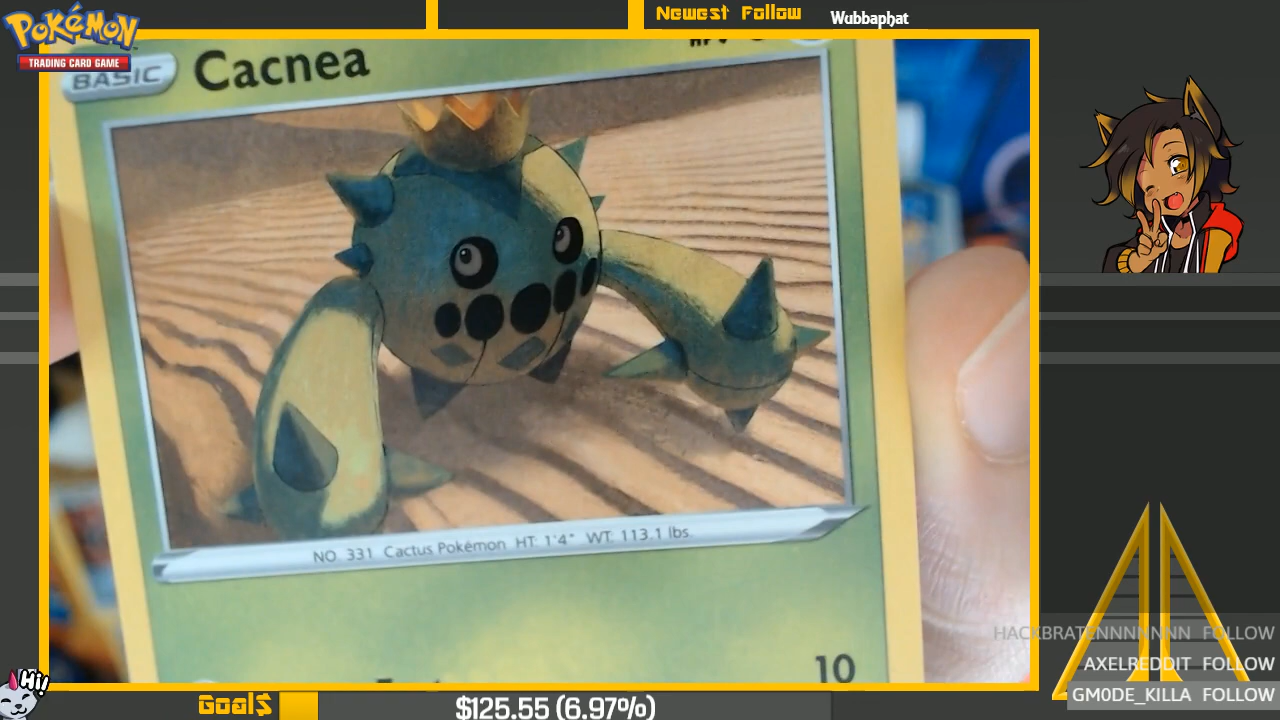 POKÉMON
TRADING CARD GAME
Newest Follow
Wubbaphat
BASIC
Cacnea
NO. 331 Cactus Pokémon HT: 1'4" WT: 113.1 lbs.
10
HACKBRATENNNNNNN FOLLOW
AXELREDDIT FOLLOW
GM0DE_KILLA FOLLOW
Hi!
Goals
$125.55 (6.97%)